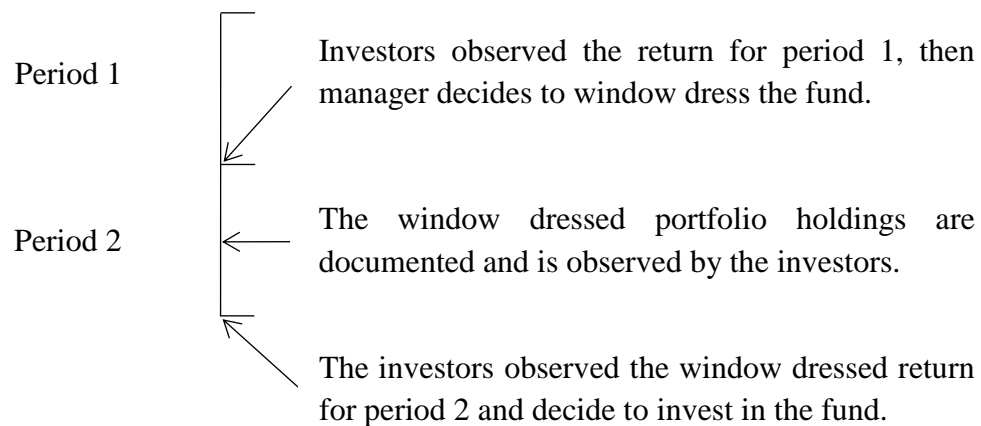 Period 1
Investors observed the return for period 1, then
manager decides to window dress the fund.
Period 2
The window dressed portfolio holdings are
documented and is observed by the investors.
The investors observed the window dressed return
for period 2 and decide to invest in the fund.